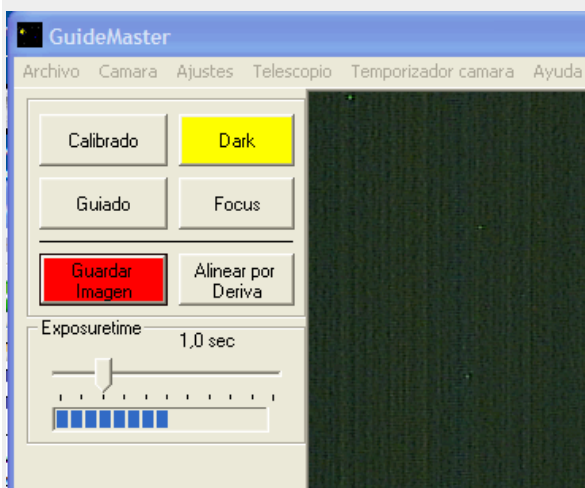 GuideMaster
Archivo Camara Ajustes Telescopio Temporizador camara Ayuda
Calibrado Dark
Guiado Focus
Guardar Imagen
Alinear por Deriva
Exposuretime
1,0 sec